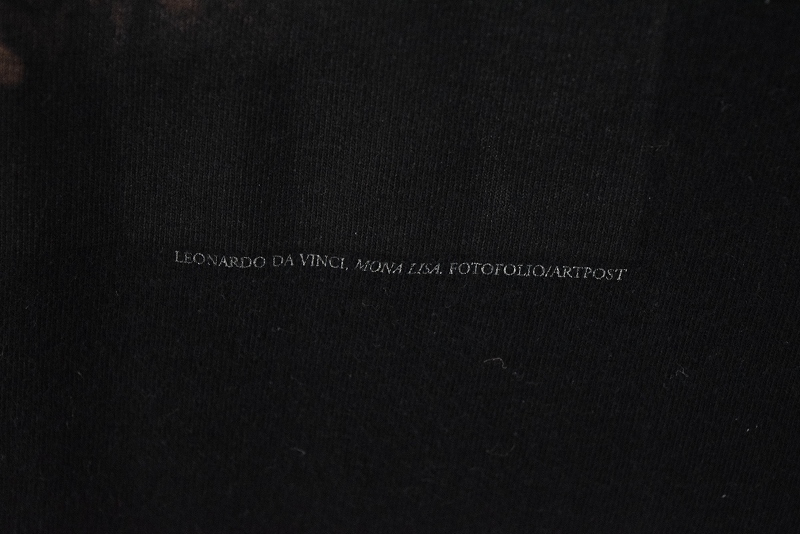 LEONARDO DA VINCI, MONA LISA. FOTOFOLIO/ARTPOST